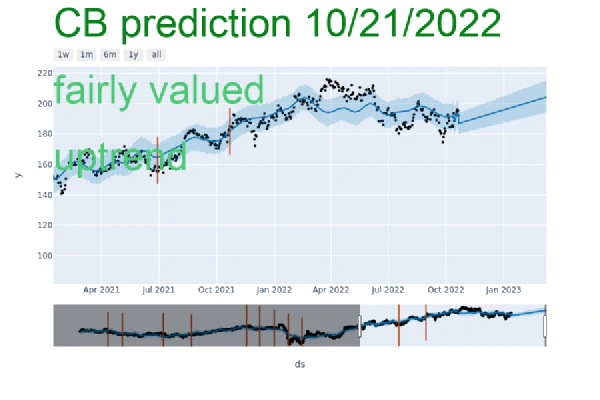 CB prediction 10/21/2022
1w 1m 6m 1y all
220
fairly valued
200
180
uptrend
160
y
140
120
100
Apr 2021 Jul 2021 Oct 2021 Jan 2022 Apr 2022 Jul 2022 Oct 2022 Jan 2023
ds